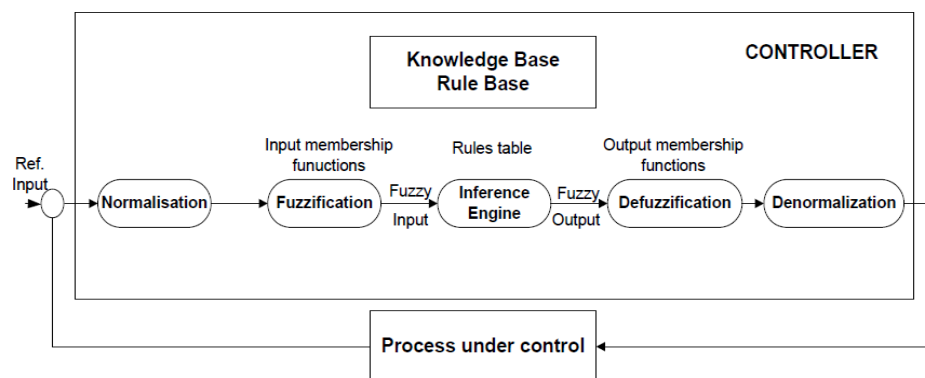 Knowledge Base
Rule Base
CONTROLLER
Ref.
Input
Input membership
funuctions
Rules table
Output membership
functions
Normalisation
Fuzzification
Fuzzy
Input
Inference
Engine
Fuzzy
Output
Defuzzification
Denormalization
Process under control